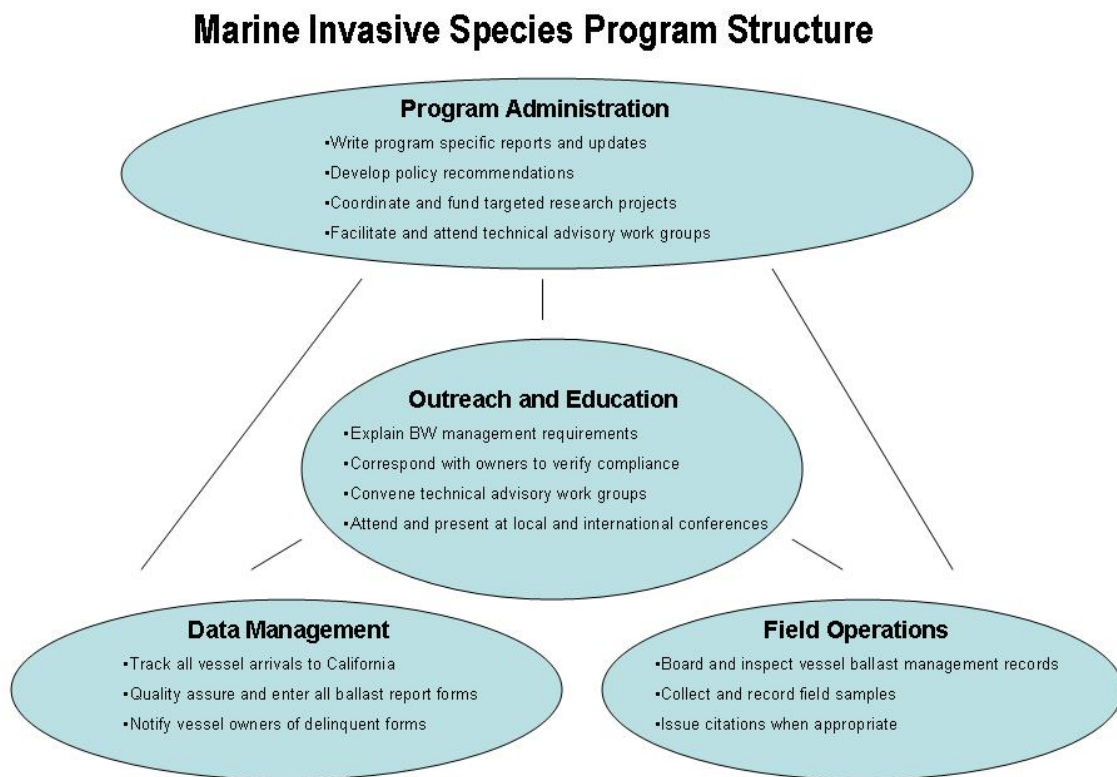 Marine Invasive Species Program Structure
Program Administration
▪Write program specific reports and updates
▪Develop policy recommendations
▪Coordinate and fund targeted research projects
▪Facilitate and attend technical advisory work groups
Outreach and Education
▪Explain BW management requirements
▪Correspond with owners to verify compliance
▪Convene technical advisory work groups
▪Attend and present at local and international conferences
Data Management
▪Track all vessel arrivals to California
▪Quality assure and enter all ballast report forms
▪Notify vessel owners of delinquent forms
Field Operations
▪Board and inspect vessel ballast management records
▪Collect and record field samples
▪Issue citations when appropriate